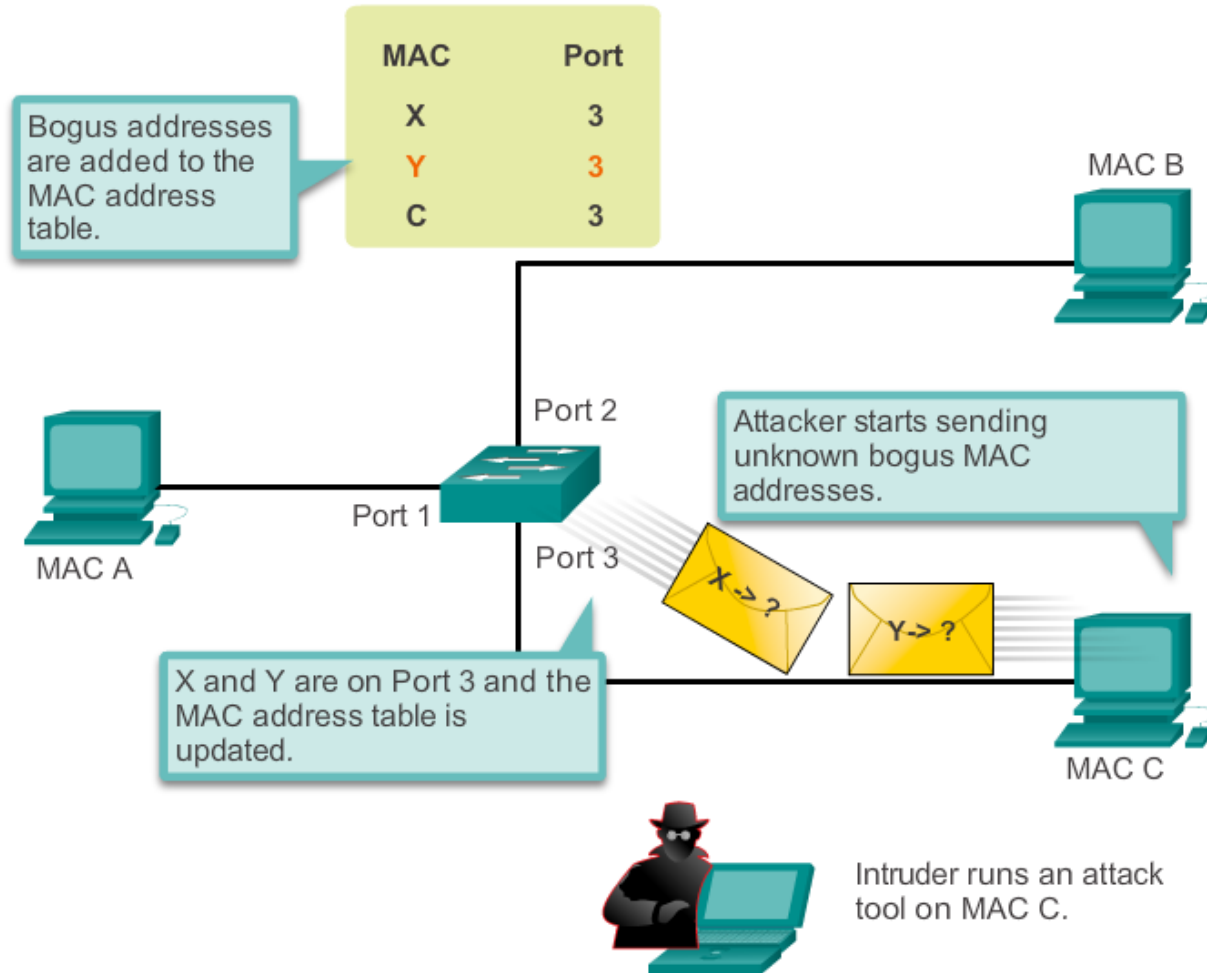 MAC Port
X 3
Y 3
C 3
Bogus addresses
are added to the
MAC address
table.
MAC B
Port 2
Attacker starts sending
unknown bogus MAC
addresses.
Port 1
MAC A
Port 3
X -> ?
Y-> ?
X and Y are on Port 3 and the
MAC address table is
updated.
MAC C
Intruder runs an attack
tool on MAC C.